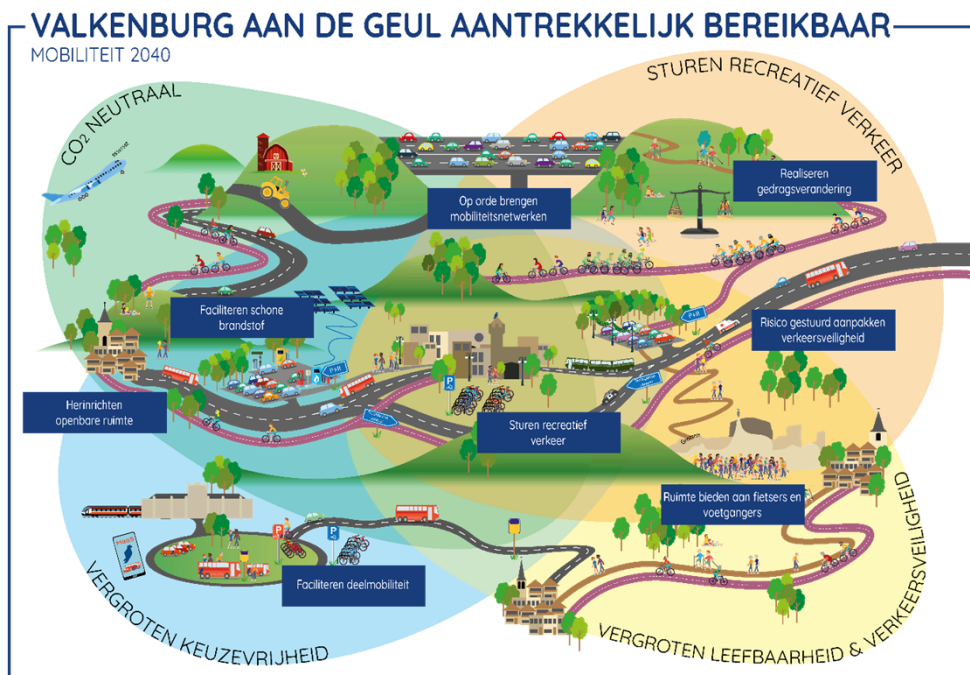 VALKENBURG AAN DE GEUL AANTREKKELIJK BEREIKBAAR
MOBILITEIT 2040
CO2 NEUTRAAL
STUREN RECREATIEF VERKEER
Realiseren
gedragsverandering
Op orde brengen
mobiliteitsnetwerken
Faciliteren schone
brandstof
P+R
Risico gestuurd aanpakken
verkeersveiligheid
P+R
Herinrichten
openbare ruimte
P
Sturen recreatief
verkeer
Ruimte bieden aan fietsers en
voetgangers
P
P
Faciliteren deelmobiliteit
VERGROTEN KEUZEVRIJHEID
VERGROTEN LEEFBAARHEID & VERKEERSVEILIGHEID